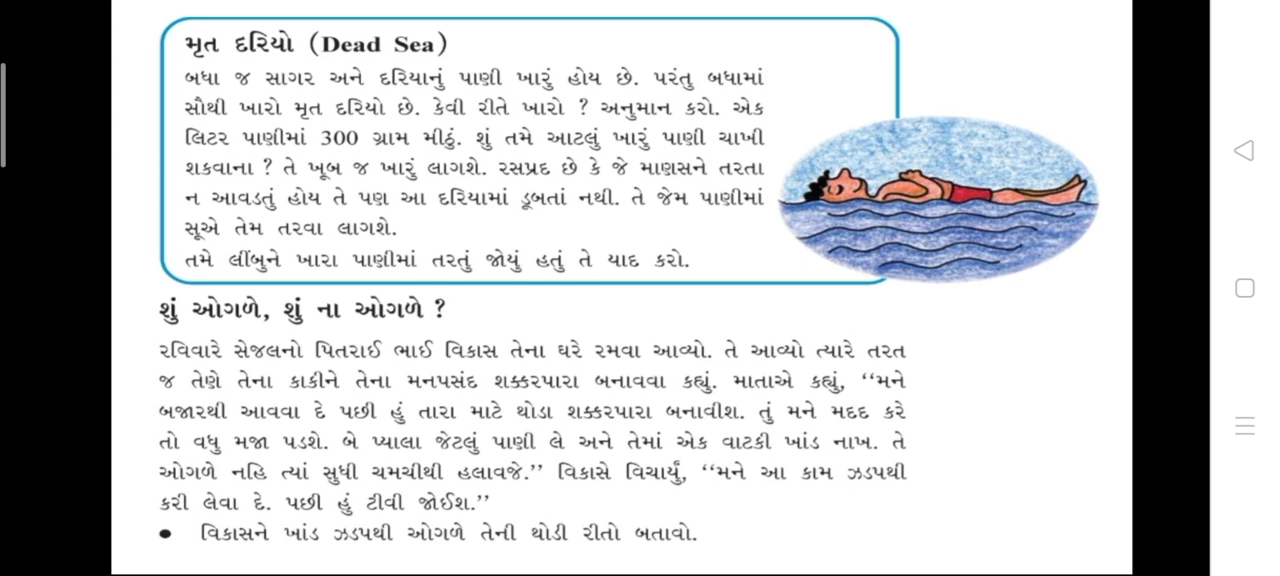 મૃત દરિયો (Dead Sea)
બધા જ સાગર અને દરિયાનું પાણી ખારું હોય છે. પરંતુ બધામાં
સૌથી ખારો મૃત દરિયો છે. કેવી રીતે ખારો ? અનુમાન કરો. એક
લિટર પાણીમાં 300 ગ્રામ મીઠું. શું તમે આટલું ખારું પાણી ચાખી
શકવાના ? તે ખૂબ જ ખારું લાગશે. રસપ્રદ છે કે જે માણસને તરતા
ન આવડતું હોય તે પણ આ દરિયામાં ડૂબતાં નથી. તે જેમ પાણીમાં
સૂએ તેમ તરવા લાગશે.
તમે લીંબુને ખારા પાણીમાં તરતું જોયું હતું તે યાદ કરો.
શું ઓગળે, શું ના ઓગળે ?
રવિવારે સેજલનો પિતરાઈ ભાઈ વિકાસ તેના ઘરે રમવા આવ્યો. તે આવ્યો ત્યારે તરત
જ તેણે તેના કાકીને તેના મનપસંદ શક્કરપારા બનાવવા કહ્યું. માતાએ કહ્યું, ‘‘મને
બજારથી આવવા દે પછી હું તારા માટે થોડા શક્કરપારા બનાવીશ. તું મને મદદ કરે
તો વધુ મજા પડશે. બે પ્યાલા જેટલું પાણી લે અને તેમાં એક વાટકી ખાંડ નાખ. તે
ઓગળે નહિ ત્યાં સુધી ચમચીથી હલાવજે.’’ વિકાસે વિચાર્યું, ‘‘મને આ કામ ઝડપથી
કરી લેવા દે. પછી હું ટીવી જોઈશ.’’
• વિકાસને ખાંડ ઝડપથી ઓગળે તેની થોડી રીતો બતાવો.